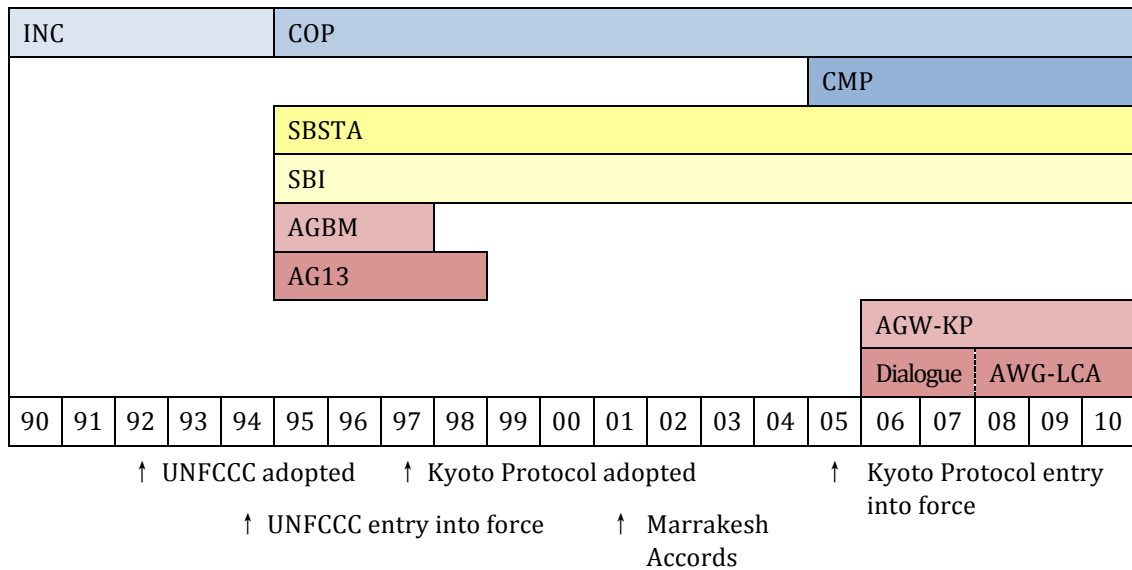 INC COP
CMP
SBSTA
SBI
AGBM
AG13
AGW-KP
Dialogue AWG-LCA
90 91 92 93 94 95 96 97 98 99 00 01 02 03 04 05 06 07 08 09 10
↑ UNFCCC adopted ↑ Kyoto Protocol adopted ↑ Kyoto Protocol entry
into force
↑ UNFCCC entry into force ↑ Marrakesh
Accords